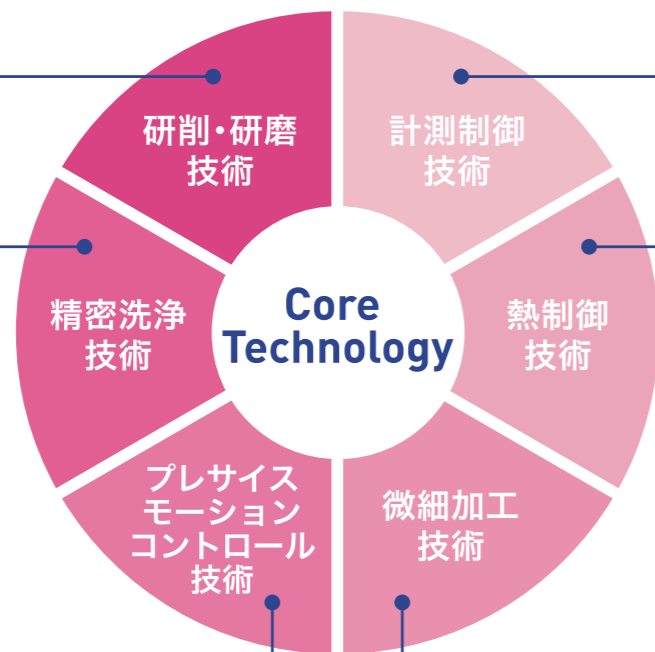 研削・研磨
技術
計測制御
技術
精密洗浄
技術
Core
Technology
熱制御
技術
プレサイス
モーション
コントロール
技術
微細加工
技術